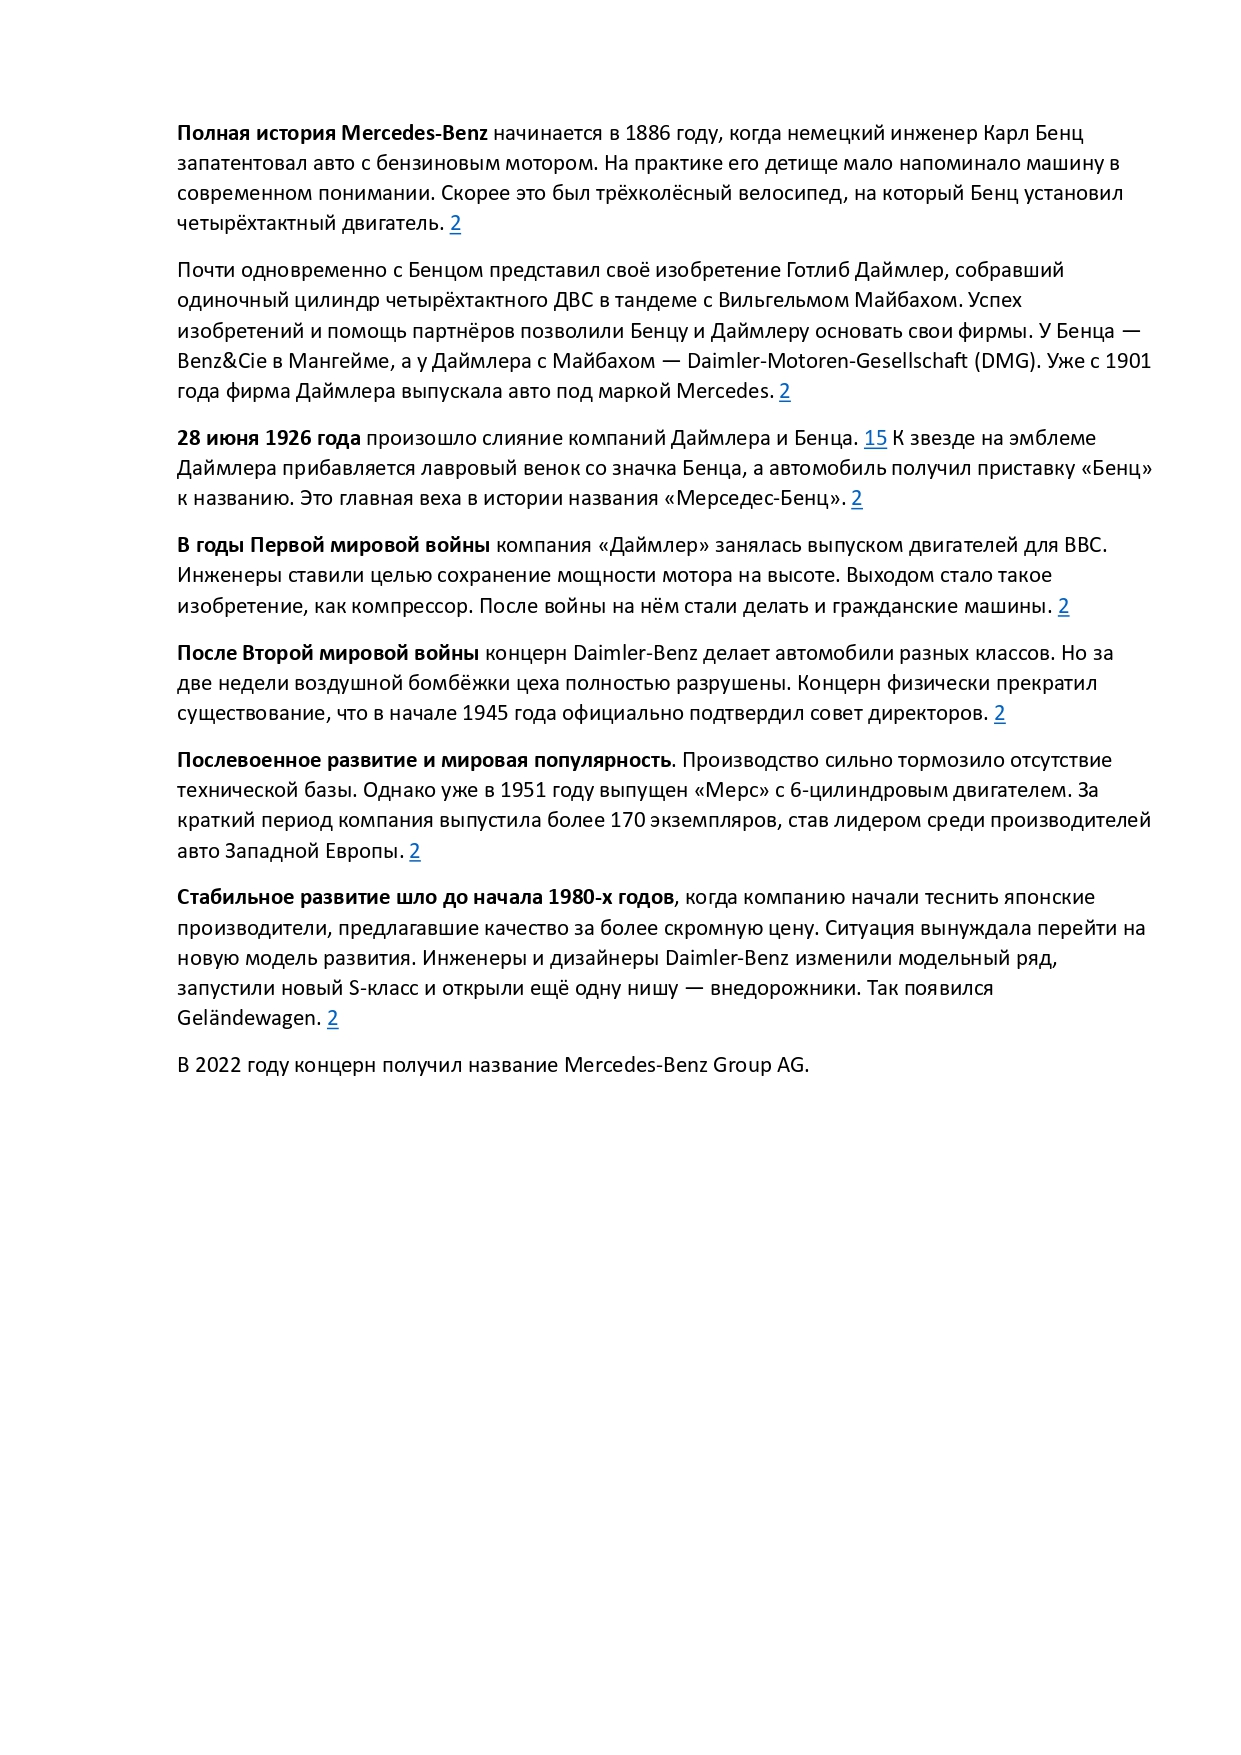 Полная история Mercedes-Benz начинается в 1886 году, когда немецкий инженер Карл Бенц
запатентовал авто с бензиновым мотором. На практике его детище мало напоминало машину в
современном понимании. Скорее это был трёхколёсный велосипед, на который Бенц установил
четырёхтактный двигатель. 2
Почти одновременно с Бенцом представил своё изобретение Готлиб Даймлер, собравший
одиночный цилиндр четырёхтактного ДВС в тандеме с Вильгельмом Майбахом. Успех
изобретений и помощь партнёров позволили Бенцу и Даймлеру основать свои фирмы. У Бенца —
Benz&Cie в Мангейме, а у Даймлера с Майбахом — Daimler-Motoren-Gesellschaft (DMG). Уже с 1901
года фирма Даймлера выпускала авто под маркой Mercedes. 2
28 июня 1926 года произошло слияние компаний Даймлера и Бенца. 15 К звезде на эмблеме
Даймлера прибавляется лавровый венок со значка Бенца, а автомобиль получил приставку «Бенц»
к названию. Это главная веха в истории названия «Мерседес-Бенц». 2
В годы Первой мировой войны компания «Даймлер» занялась выпуском двигателей для ВВС.
Инженеры ставили целью сохранение мощности мотора на высоте. Выходом стало такое
изобретение, как компрессор. После войны на нём стали делать и гражданские машины. 2
После Второй мировой войны концерн Daimler-Benz делает автомобили разных классов. Но за
две недели воздушной бомбёжки цеха полностью разрушены. Концерн физически прекратил
существование, что в начале 1945 года официально подтвердил совет директоров. 2
Послевоенное развитие и мировая популярность. Производство сильно тормозило отсутствие
технической базы. Однако уже в 1951 году выпущен «Мерс» с 6-цилиндровым двигателем. За
краткий период компания выпустила более 170 экземпляров, став лидером среди производителей
авто Западной Европы. 2
Стабильное развитие шло до начала 1980-х годов, когда компанию начали теснить японские
производители, предлагавшие качество за более скромную цену. Ситуация вынуждала перейти на
новую модель развития. Инженеры и дизайнеры Daimler-Benz изменили модельный ряд,
запустили новый S-класс и открыли ещё одну нишу — внедорожники. Так появился
Geländewagen. 2
В 2022 году концерн получил название Mercedes-Benz Group AG.